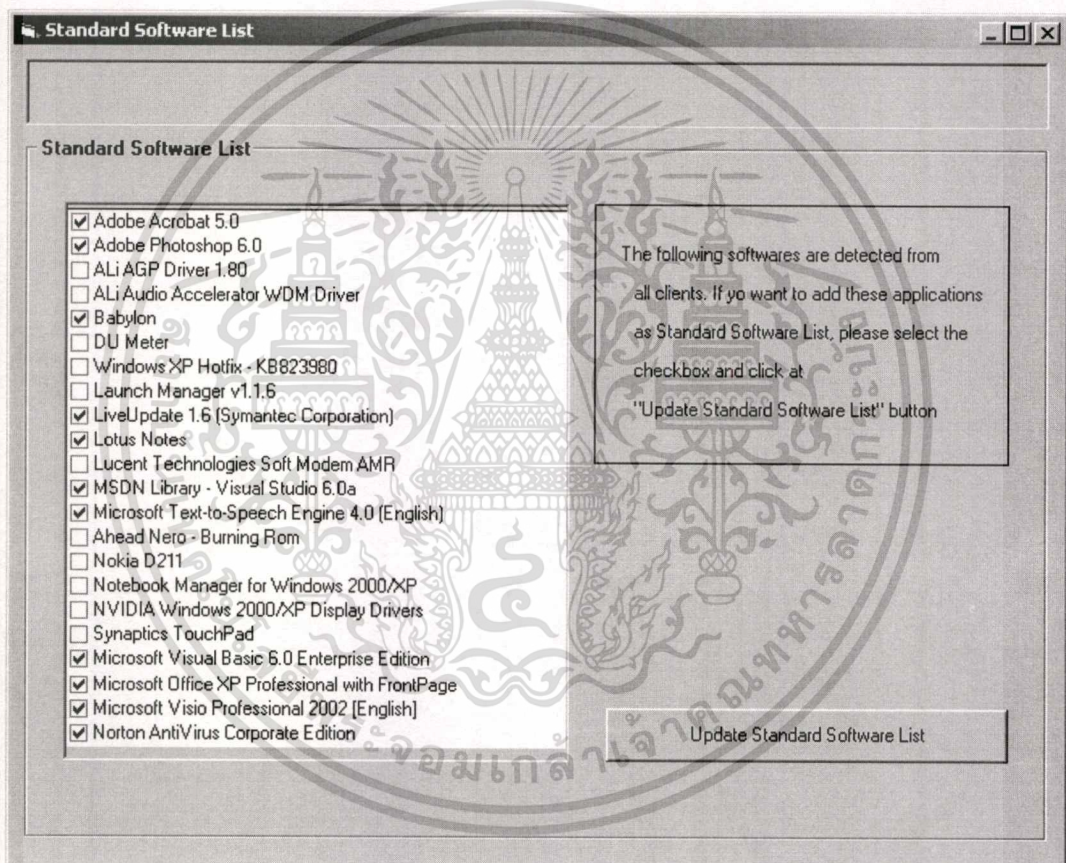 Standard Software List
Standard Software List
Adobe Acrobat 5.0
Adobe Photoshop 6.0
ALi AGP Driver 1.80
ALi Audio Accelerator WDM Driver
Babylon
DU Meter
Windows XP Hotfix - KB823980
Launch Manager v1.1.6
LiveUpdate 1.6 (Symantec Corporation)
Lotus Notes
Lucent Technologies Soft Modem AMR
MSDN Library - Visual Studio 6.0a
Microsoft Text-to-Speech Engine 4.0 (English)
Ahead Nero - Burning Rom
Nokia D211
Notebook Manager for Windows 2000/XP
NVIDIA Windows 2000/XP Display Drivers
Synaptics TouchPad
Microsoft Visual Basic 6.0 Enterprise Edition
Microsoft Office XP Professional with FrontPage
Microsoft Visio Professional 2002 [English]
Norton AntiVirus Corporate Edition
The following softwares are detected from
all clients. If yo want to add these applications
as Standard Software List, please select the
checkbox and click at
"Update Standard Software List" button
Update Standard Software List